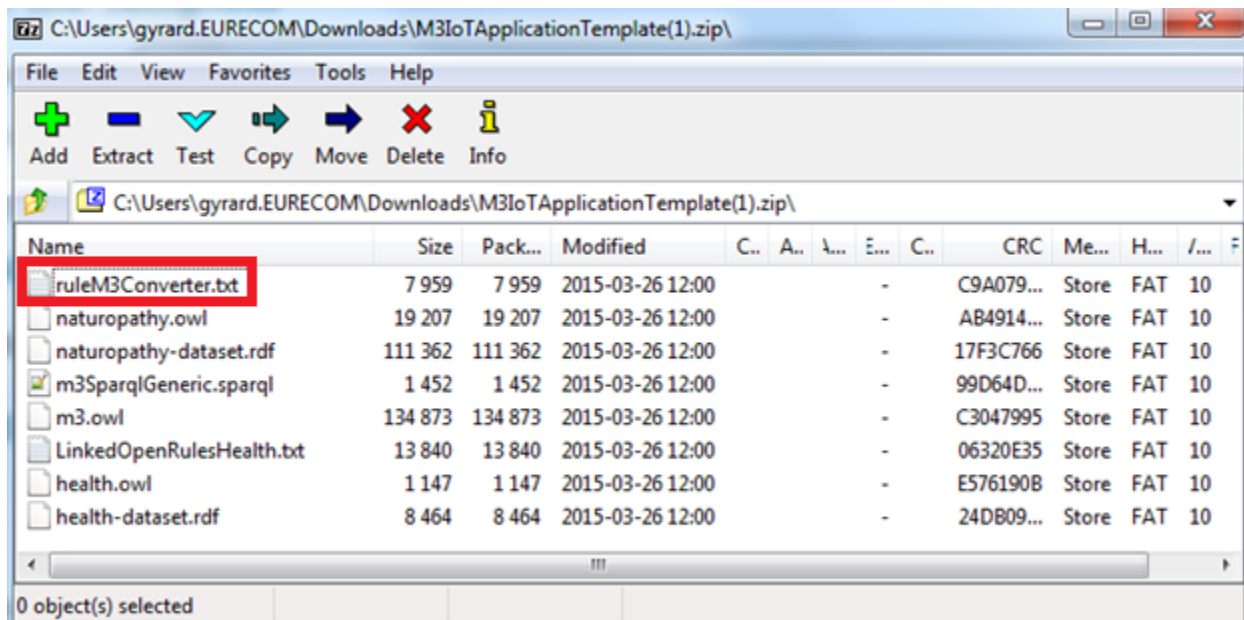 C:\Users\gyrard.EURECOM\Downloads\M3IoTApplicationTemplate(1).zip\
File Edit View Favorites Tools Help
Add Extract Test Copy Move Delete Info
C:\Users\gyrard.EURECOM\Downloads\M3IoTApplicationTemplate(1).zip\
Name Size Pack... Modified C.. A.. E... C.. CRC Me... H... /...
ruleM3Converter.txt 7 959 7 959 2015-03-26 12:00 - C9A079... Store FAT 10
naturopathy.owl 19 207 19 207 2015-03-26 12:00 - AB4914... Store FAT 10
naturopathy-dataset.rdf 111 362 111 362 2015-03-26 12:00 - 17F3C766 Store FAT 10
m3SparqlGeneric.sparql 1 452 1 452 2015-03-26 12:00 - 99D64D... Store FAT 10
m3.owl 134 873 134 873 2015-03-26 12:00 - C3047995 Store FAT 10
LinkedOpenRulesHealth.txt 13 840 13 840 2015-03-26 12:00 - 06320E35 Store FAT 10
health.owl 1 147 1 147 2015-03-26 12:00 - E576190B Store FAT 10
health-dataset.rdf 8 464 8 464 2015-03-26 12:00 - 24DB09... Store FAT 10
0 object(s) selected